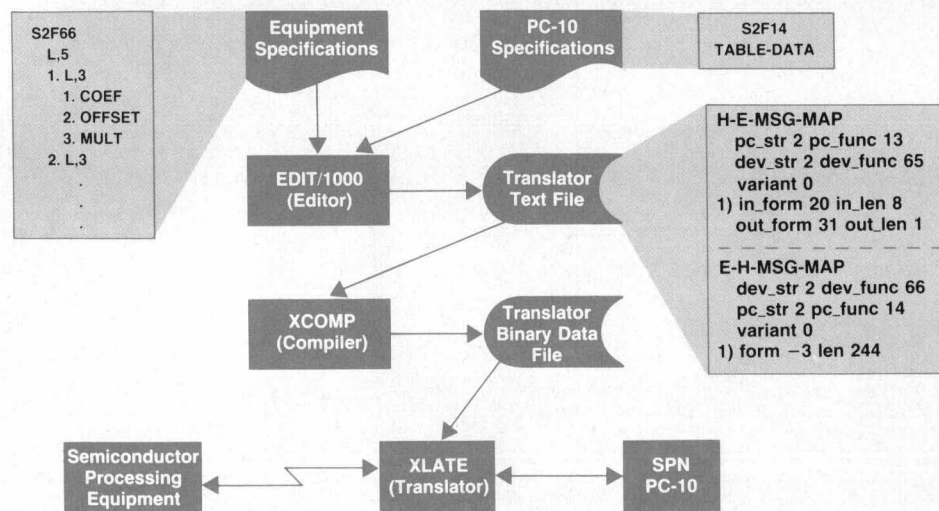 S2F66
L,5
1. L,3
1. COEF
2. OFFSET
3. MULT
2. L,3
.
.
.
Equipment
Specifications
PC-10
Specifications
S2F14
TABLE-DATA
EDIT/1000
(Editor)
Translator
Text File
H-E-MSG-MAP
pc_str 2 pc_func 13
dev_str 2 dev_func 65
variant 0
1) in_form 20 in_len 8
out_form 31 out_len 1
E-H-MSG-MAP
dev_str 2 dev_func 66
pc_str 2 pc_func 14
variant 0
1) form −3 len 244
XCOMP
(Compiler)
Translator
Binary Data
File
Semiconductor
Processing
Equipment
XLATE
(Translator)
SPN
PC-10